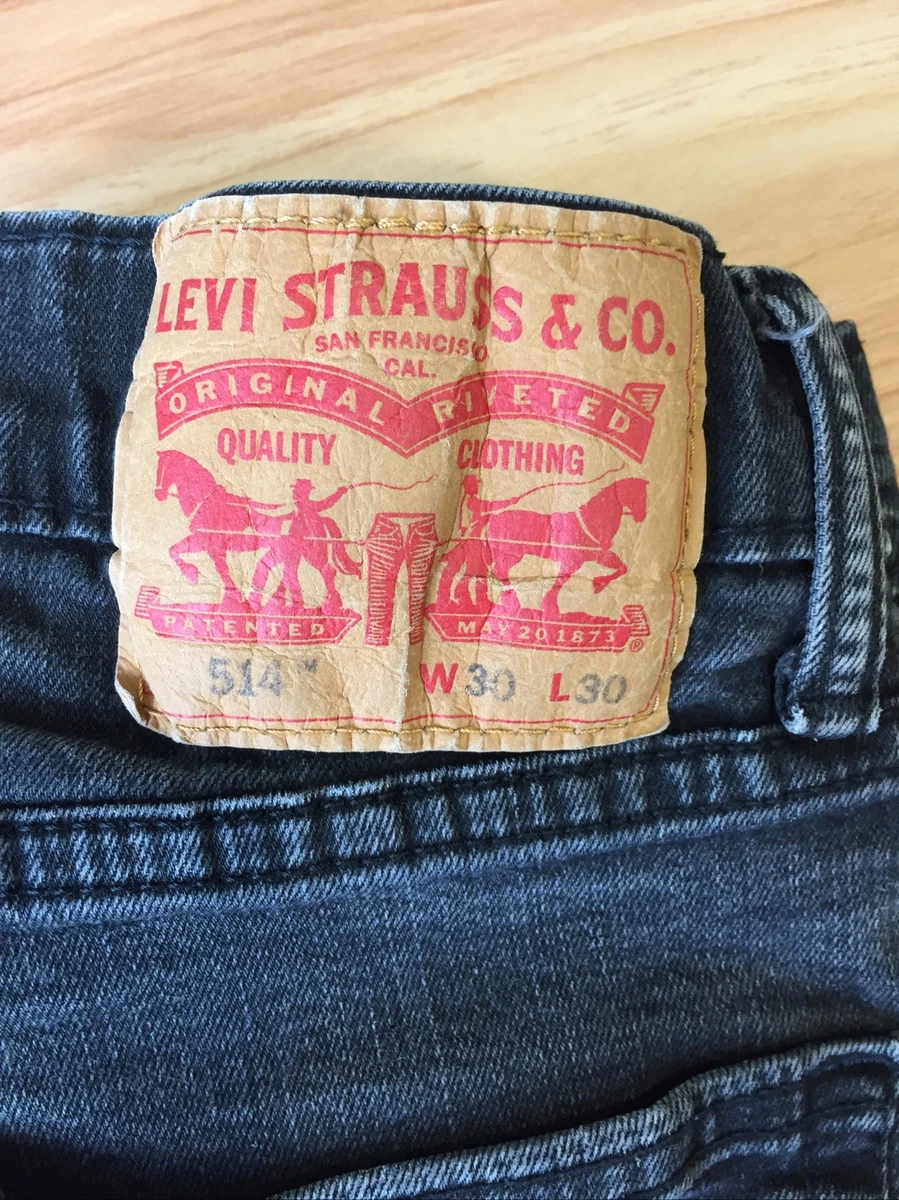 LEVI STRAUSS & CO.
SAN FRANCISCO
CAL.
ORIGINAL RIVETED
QUALITY CLOTHING
PATENTED MAY 20 1873 ®
514™ W30 L30